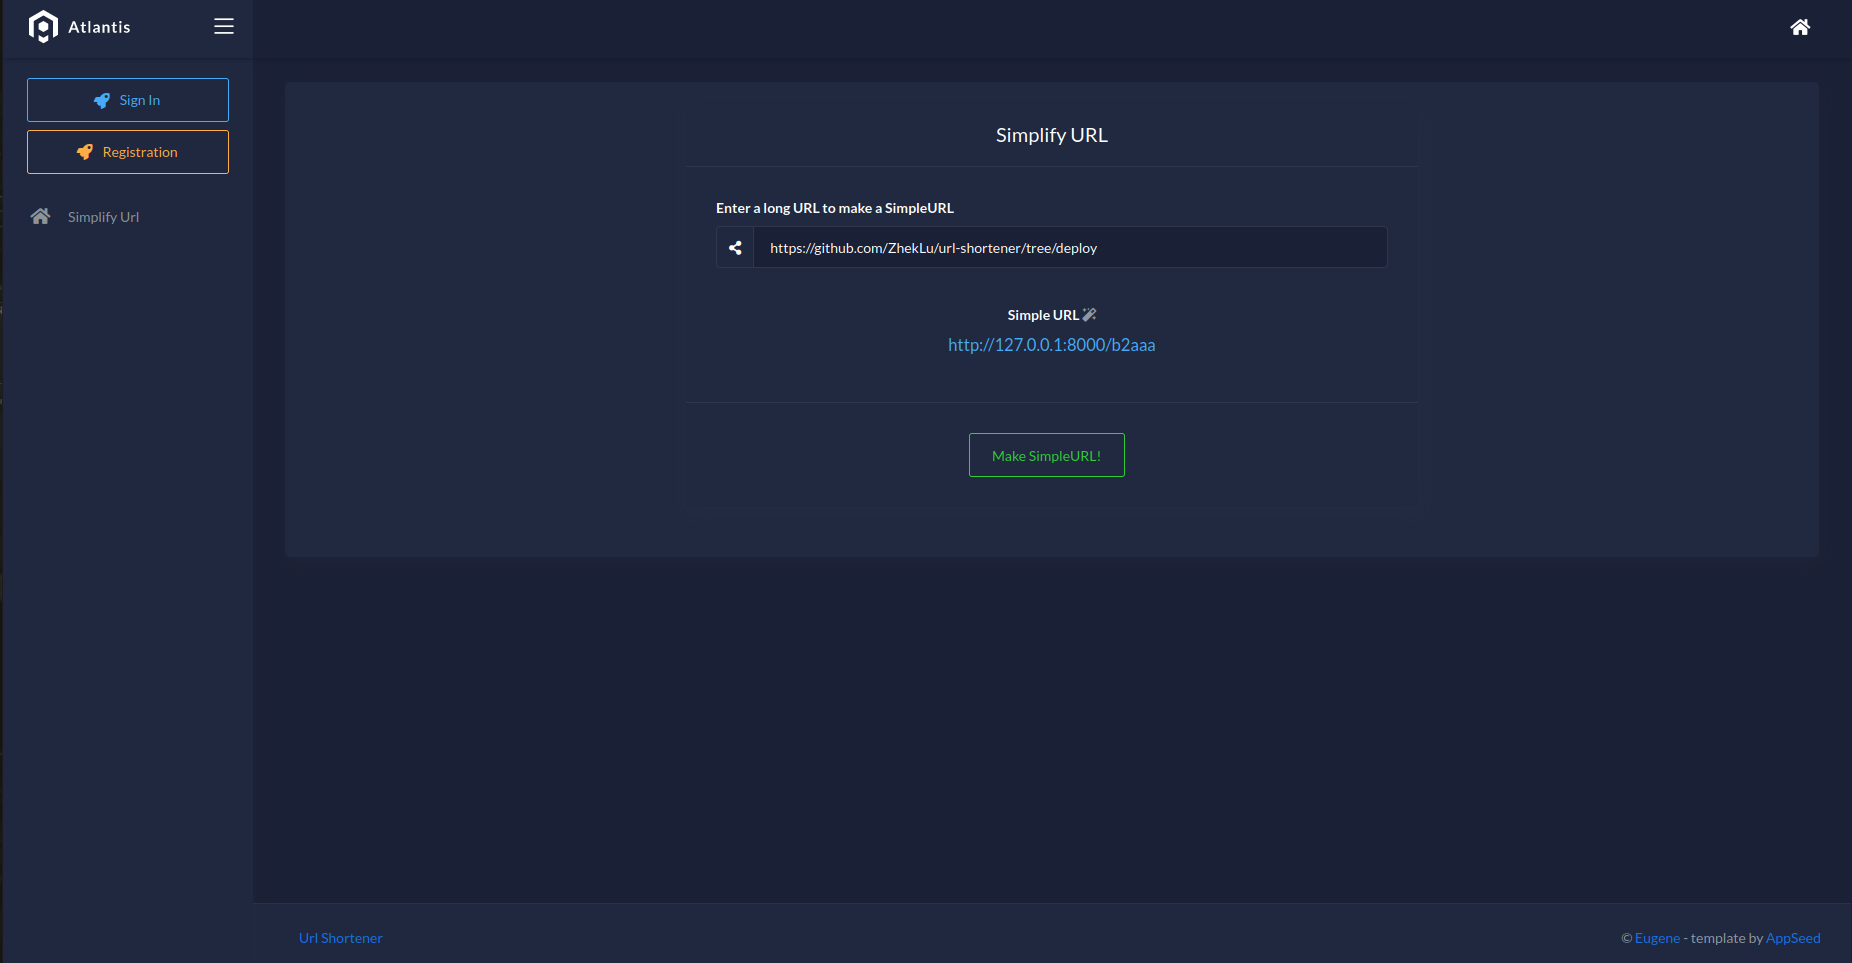 Atlantis
Sign In
Registration
Simplify Url
Simplify URL
Enter a long URL to make a SimpleURL
https://github.com/ZhekLu/url-shortener/tree/deploy
Simple URL
http://127.0.0.1:8000/b2aaa
Make SimpleURL!
Url Shortener
© Eugene - template by AppSeed